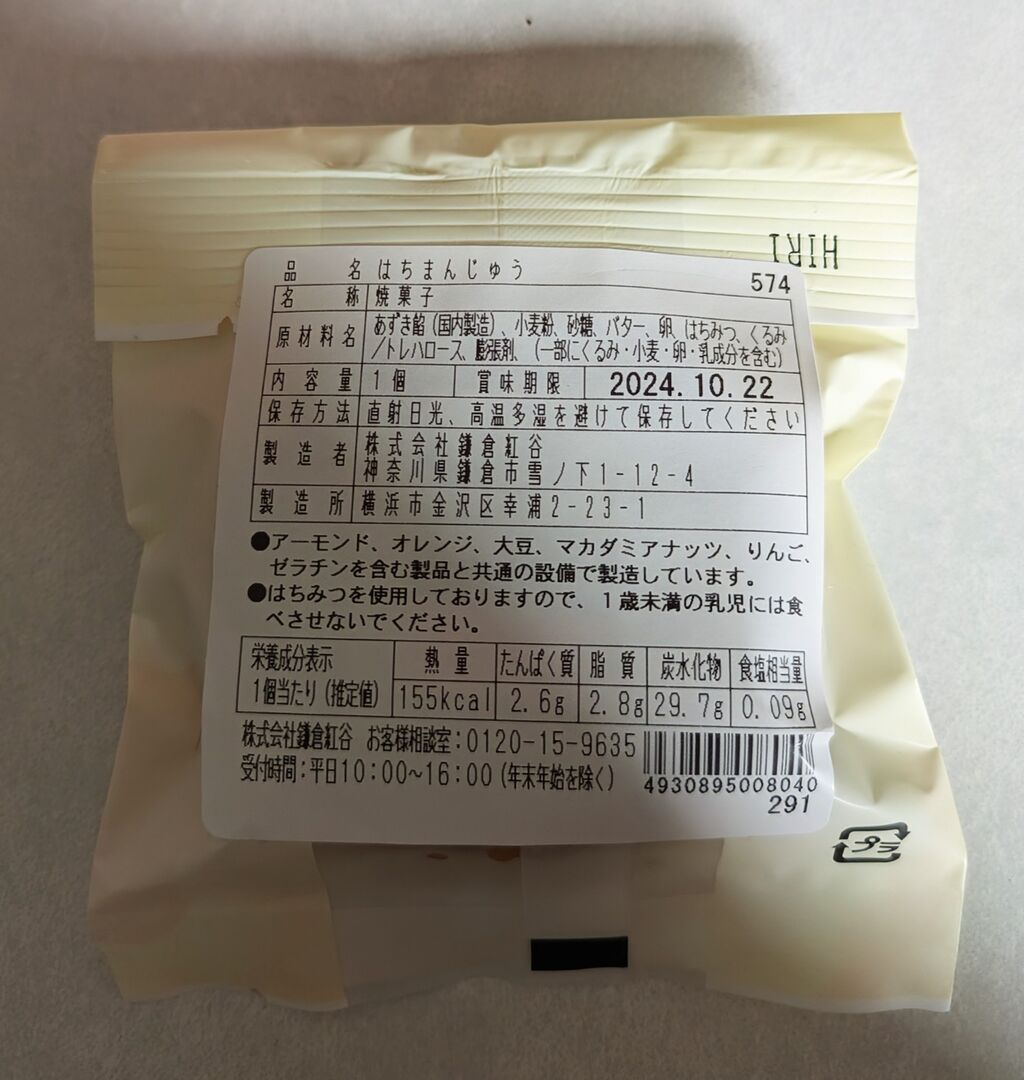 HIRI
574
品名 はちまんじゅう
名称 焼菓子
原材料名 あずき餡(国内製造)、小麦粉、砂糖、バター、卵、はちみつ、くるみ
/トレハロース、膨張剤、(一部にくるみ・小麦・卵・乳成分を含む)
内容量 1個 賞味期限 2024.10.22
保存方法 直射日光、高温多湿を避けて保存してください
製造者 株式会社鎌倉紅谷
神奈川県鎌倉市雪ノ下1-12-4
製造所 横浜市金沢区幸浦2-23-1
●アーモンド、オレンジ、大豆、マカダミアナッツ、りんご、
ゼラチンを含む製品と共通の設備で製造しています。
●はちみつを使用しておりますので、1歳未満の乳児には食
べさせないでください。
栄養成分表示 熱量 たんぱく質 脂質 炭水化物 食塩相当量
1個当たり(推定値) 155kcal 2.6g 2.8g 29.7g 0.09g
株式会社鎌倉紅谷 お客様相談室:0120-15-9635
受付時間:平日10:00~16:00(年末年始を除く)
4930895008040
291
プラ